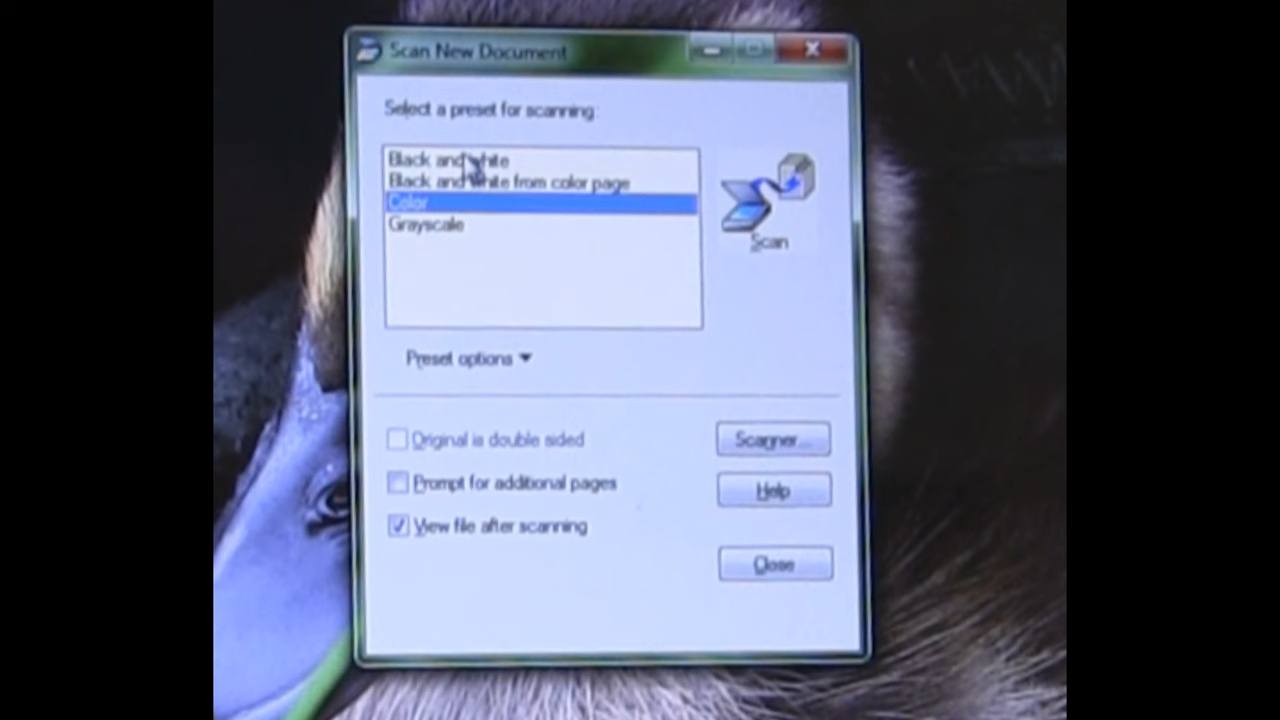 Scan New Document
Select a preset for scanning:
Black and white
Black and white from color page
Color
Grayscale
Scan
Preset options
Original is double sided
Scanner...
Prompt for additional pages
Help
View file after scanning
Close